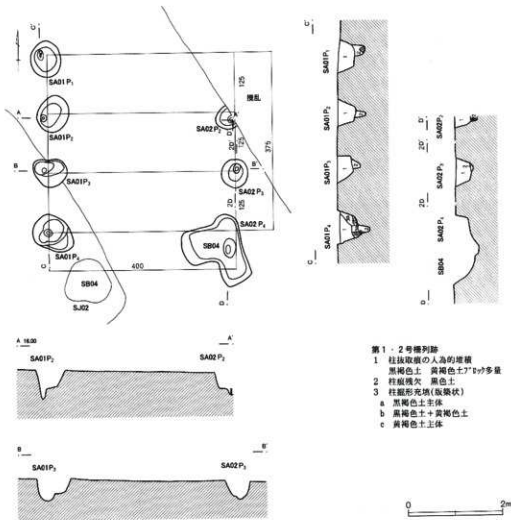 C'
D'
SA01P₁
125
撹乱
A
A'
SA01P₂
SA02P₂
D'
2D'
125
375
B
B'
SA01P₃
SA02P₃
2D
125
SA02P₄
SA01P₄
SB04
C
400
SB04
D
SJ02
C'
SA01P₁
SA01P₂
SA01P₃
SA01P₄
C
D'
SA02P₂
2D'
SA02P₃
2D
SA02P₄
SB04
D
A 16.00
A'
SA01P₂
SA02P₂
B
B'
SA01P₃
SA02P₃
第1・2号柵列跡
1 柱抜取痕の人為的堆積
黒褐色土 黄褐色土ブロック多量
2 柱痕残欠 黒色土
3 柱掘形充填(版築状)
a 黒褐色土主体
b 黒褐色土+黄褐色土
c 黄褐色土主体
0 2m